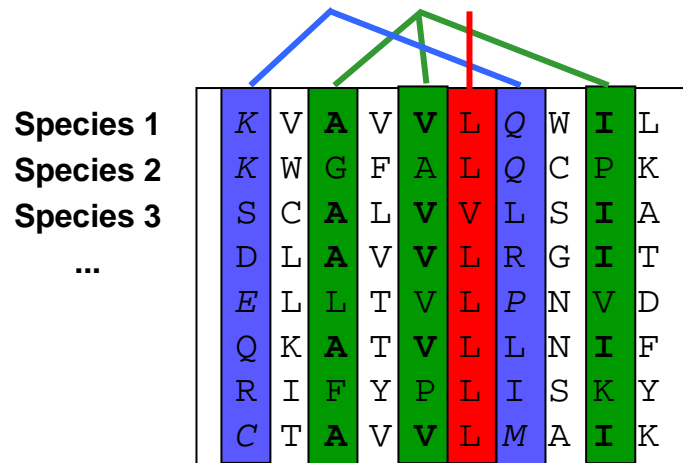 Species 1 K V A V V L Q W I L
Species 2 K W G F A L Q C P K
Species 3 S C A L V V L S I A
... D L A V V L R G I T
E L L T V L P N V D
Q K A T V L L N I F
R I F Y P L I S K Y
C T A V V L M A I K